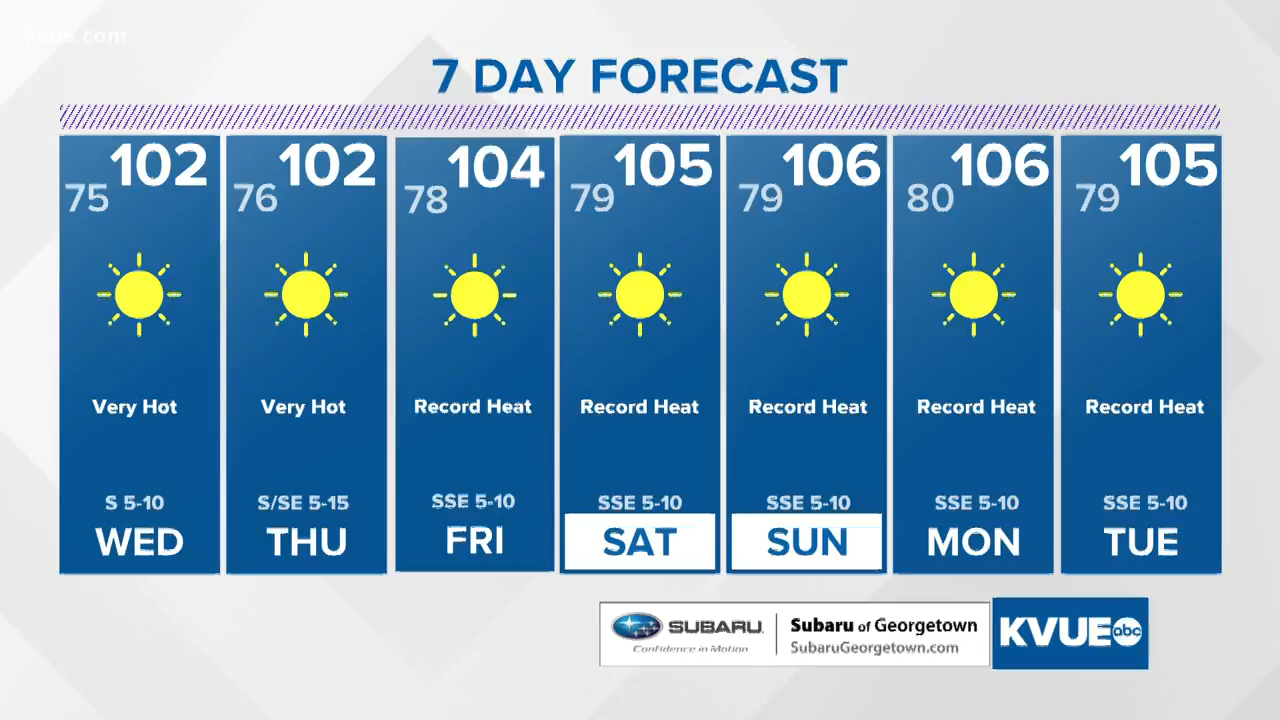 kvue.com
7 DAY FORECAST
102 102 104 105 106 106 105
75 76 78 79 79 80 79
Very Hot Very Hot Record Heat Record Heat Record Heat Record Heat Record Heat
S 5-10 S/SE 5-15 SSE 5-10 SSE 5-10 SSE 5-10 SSE 5-10 SSE 5-10
WED THU FRI SAT SUN MON TUE
SUBARU Subaru of Georgetown KVUE abc
Confidence in Motion SubaruGeorgetown.com